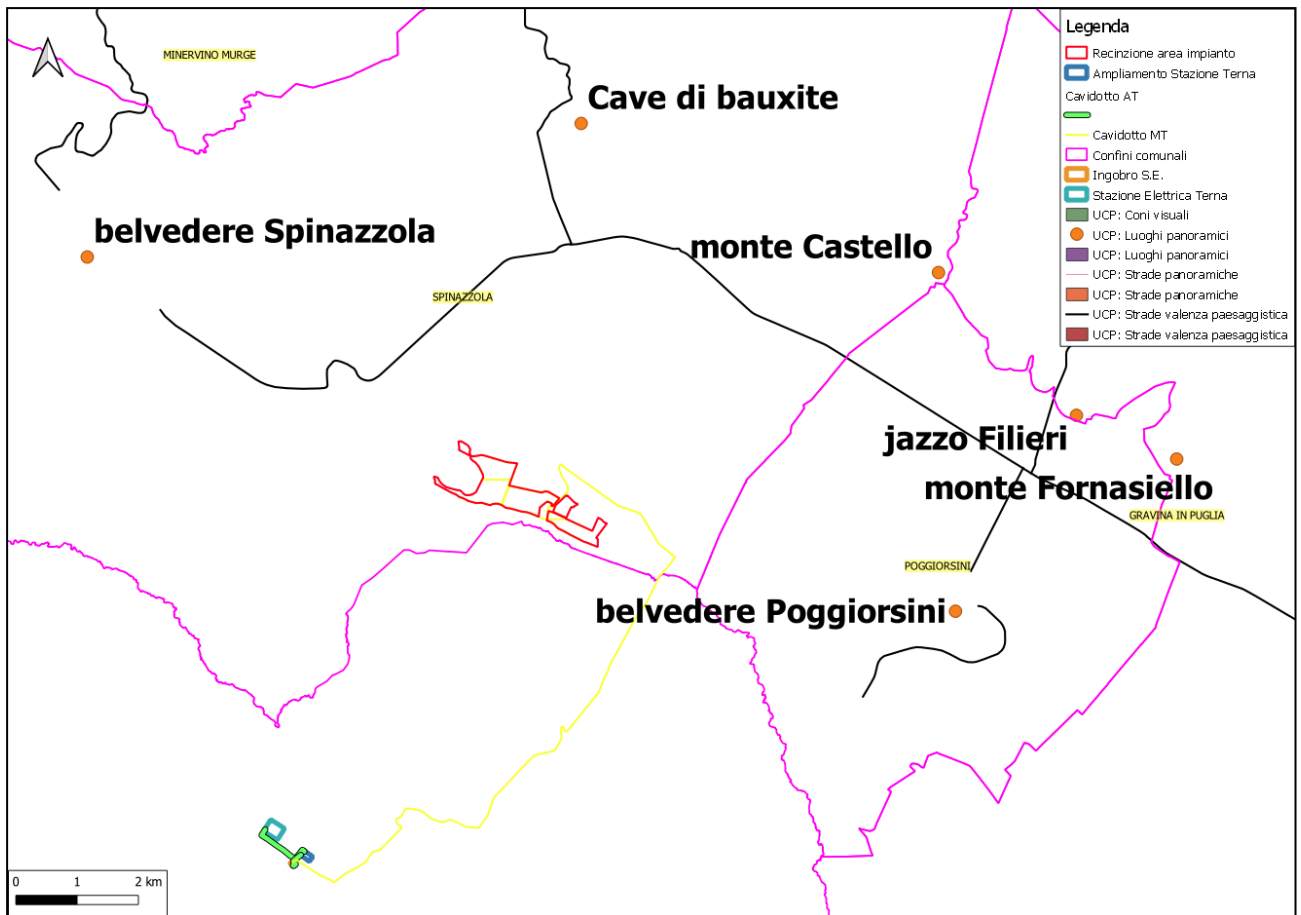 MINERVINO MURGE
Cave di bauxite
belvedere Spinazzola
monte Castello
SPINAZZOLA
jazzo Filieri
monte Fornasiello
GRAVINA IN PUGLIA
POGGIORSINI
belvedere Poggiorsini
Legenda
Recinzione area impianto
Ampliamento Stazione Terna
Cavidotto AT
Cavidotto MT
Confini comunali
Ingobro S.E.
Stazione Elettrica Terna
UCP: Coni visuali
UCP: Luoghi panoramici
UCP: Luoghi panoramici
UCP: Strade panoramiche
UCP: Strade panoramiche
UCP: Strade valenza paesaggistica
UCP: Strade valenza paesaggistica
0 1 2 km